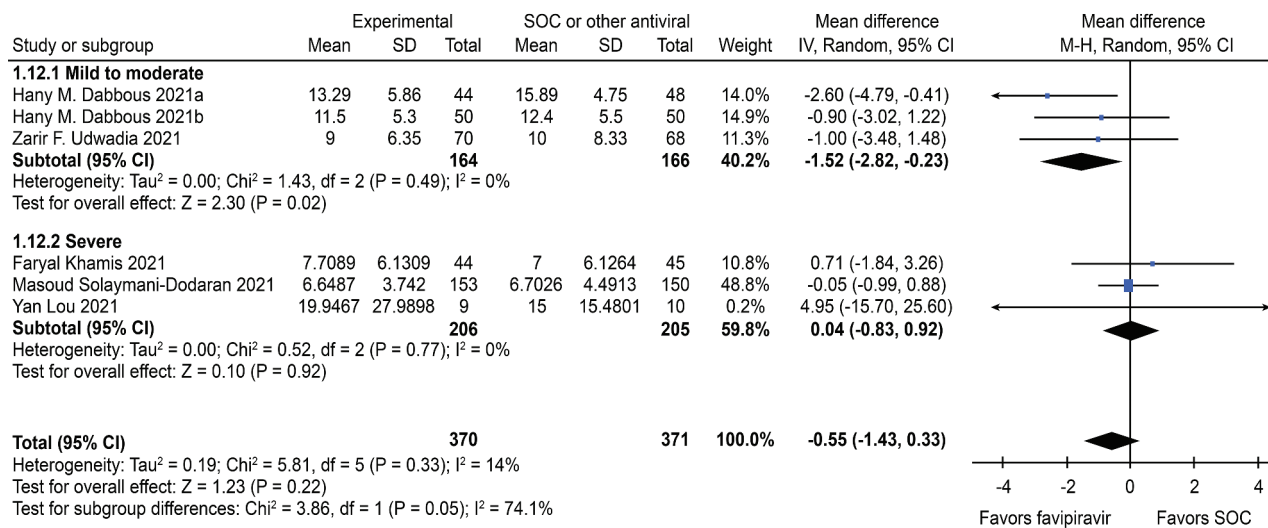 Experimental SOC or other antiviral Mean difference Mean difference
Study or subgroup Mean SD Total Mean SD Total Weight IV, Random, 95% CI M-H, Random, 95% CI
1.12.1 Mild to moderate
Hany M. Dabbous 2021a 13.29 5.86 44 15.89 4.75 48 14.0% -2.60 (-4.79, -0.41)
Hany M. Dabbous 2021b 11.5 5.3 50 12.4 5.5 50 14.9% -0.90 (-3.02, 1.22)
Zarir F. Udwadia 2021 9 6.35 70 10 8.33 68 11.3% -1.00 (-3.48, 1.48)
Subtotal (95% CI) 164 166 40.2% -1.52 (-2.82, -0.23)
Heterogeneity: Tau² = 0.00; Chi² = 1.43, df = 2 (P = 0.49); I² = 0%
Test for overall effect: Z = 2.30 (P = 0.02)
1.12.2 Severe
Faryal Khamis 2021 7.7089 6.1309 44 7 6.1264 45 10.8% 0.71 (-1.84, 3.26)
Masoud Solaymani-Dodaran 2021 6.6487 3.742 153 6.7026 4.4913 150 48.8% -0.05 (-0.99, 0.88)
Yan Lou 2021 19.9467 27.9898 9 15 15.4801 10 0.2% 4.95 (-15.70, 25.60)
Subtotal (95% CI) 206 205 59.8% 0.04 (-0.83, 0.92)
Heterogeneity: Tau² = 0.00; Chi² = 0.52, df = 2 (P = 0.77); I² = 0%
Test for overall effect: Z = 0.10 (P = 0.92)
Total (95% CI) 370 371 100.0% -0.55 (-1.43, 0.33)
Heterogeneity: Tau² = 0.19; Chi² = 5.81, df = 5 (P = 0.33); I² = 14%
Test for overall effect: Z = 1.23 (P = 0.22)
Test for subgroup differences: Chi² = 3.86, df = 1 (P = 0.05); I² = 74.1%
-4 -2 0 2 4
Favors favipiravir Favors SOC